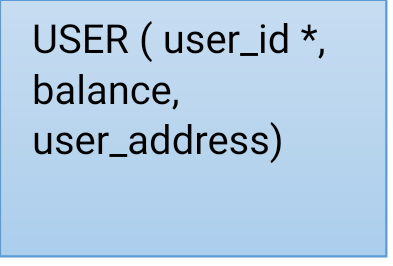 USER ( user_id *,
balance,
user_address)